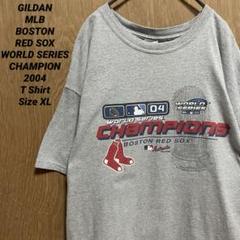 GILDAN
MLB
BOSTON
RED SOX
WORLD SERIES
CHAMPION
2004
T Shirt
Size XL
04
WORLD
SERIES
WORLD SERIES
CHAMPIONS
BOSTON RED SOX